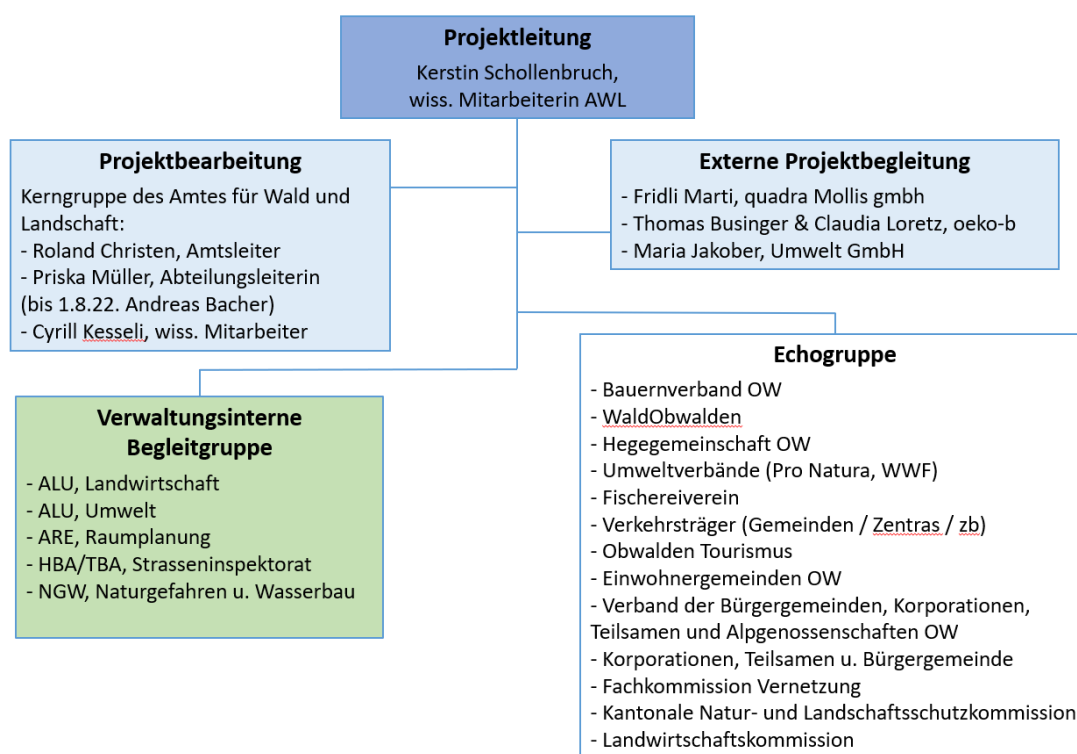 Projektleitung
Kerstin Schollenbruch,
wiss. Mitarbeiterin AWL
Projektbearbeitung
Kerngruppe des Amtes für Wald und
Landschaft:
- Roland Christen, Amtsleiter
- Priska Müller, Abteilungsleiterin
(bis 1.8.22. Andreas Bacher)
- Cyrill Kesseli, wiss. Mitarbeiter
Externe Projektbegleitung
- Fridli Marti, quadra Mollis gmbh
- Thomas Businger & Claudia Loretz, oeko-b
- Maria Jakober, Umwelt GmbH
Verwaltungsinterne
Begleitgruppe
- ALU, Landwirtschaft
- ALU, Umwelt
- ARE, Raumplanung
- HBA/TBA, Strasseninspektorat
- NGW, Naturgefahren u. Wasserbau
Echogruppe
- Bauernverband OW
- WaldObwalden
- Hegegemeinschaft OW
- Umweltverbände (Pro Natura, WWF)
- Fischereiverein
- Verkehrsträger (Gemeinden / Zentras / zb)
- Obwalden Tourismus
- Einwohnergemeinden OW
- Verband der Bürgergemeinden, Korporationen,
Teilsamen und Alpgenossenschaften OW
- Korporationen, Teilsamen u. Bürgergemeinde
- Fachkommission Vernetzung
- Kantonale Natur- und Landschaftsschutzkommission
- Landwirtschaftskommission